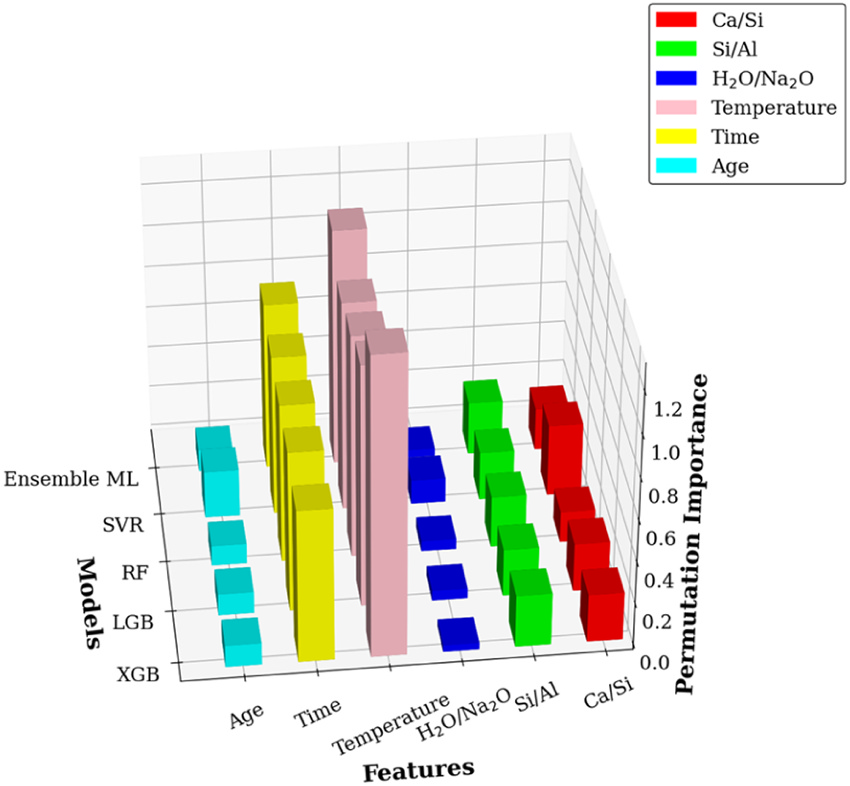 Ca/Si
Si/Al
H₂O/Na₂O
Temperature
Time
Age
1.2
1.0
0.8
0.6
0.4
0.2
0.0
Permutation Importance
Ensemble ML
SVR
RF
LGB
XGB
Models
Age
Time
Temperature
H₂O/Na₂O
Si/Al
Ca/Si
Features